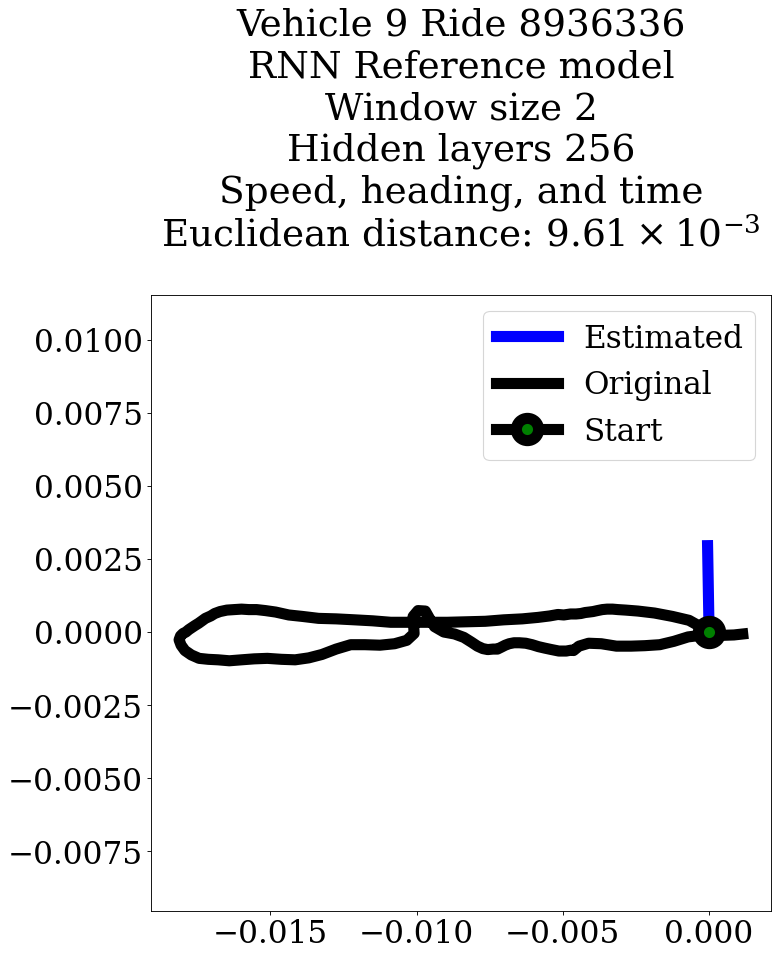 Vehicle 9 Ride 8936336
RNN Reference model
Window size 2
Hidden layers 256
Speed, heading, and time
Euclidean distance: 9.61 × 10⁻³
Estimated
Original
Start
0.0100
0.0075
0.0050
0.0025
0.0000
−0.0025
−0.0050
−0.0075
−0.015 −0.010 −0.005 0.000